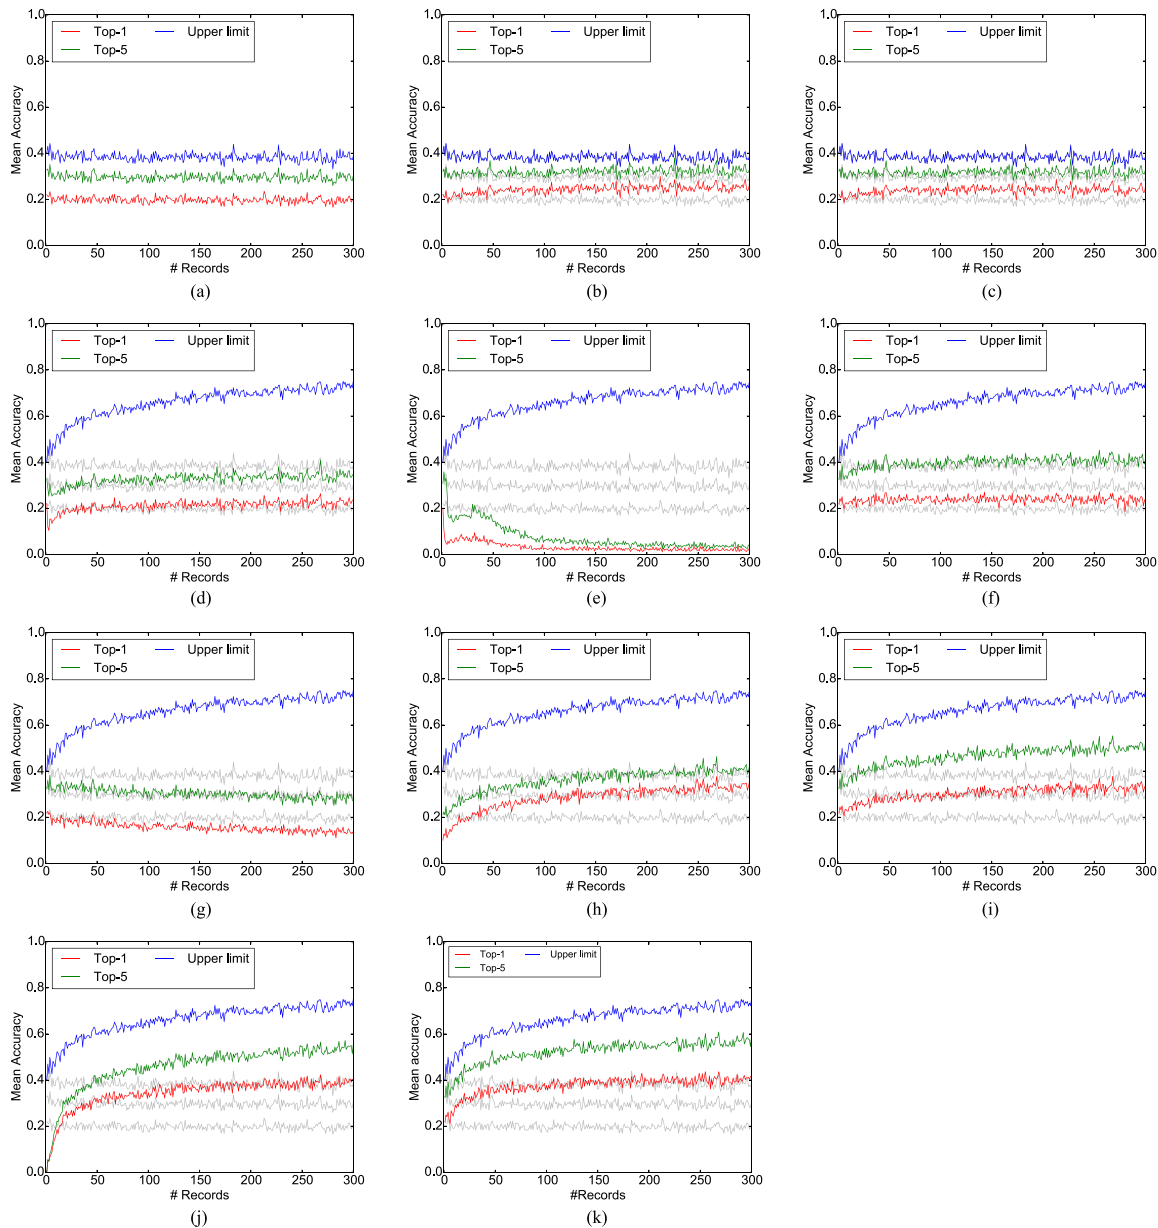 Top-1 Upper limit
Top-5
Mean Accuracy
1.0
0.8
0.6
0.4
0.2
0.0
0 50 100 150 200 250 300
# Records
(a)
Top-1 Upper limit
Top-5
Mean Accuracy
1.0
0.8
0.6
0.4
0.2
0.0
0 50 100 150 200 250 300
# Records
(b)
Top-1 Upper limit
Top-5
Mean Accuracy
1.0
0.8
0.6
0.4
0.2
0.0
0 50 100 150 200 250 300
# Records
(c)
Top-1 Upper limit
Top-5
Mean Accuracy
1.0
0.8
0.6
0.4
0.2
0.0
0 50 100 150 200 250 300
# Records
(d)
Top-1 Upper limit
Top-5
Mean Accuracy
1.0
0.8
0.6
0.4
0.2
0.0
0 50 100 150 200 250 300
# Records
(e)
Top-1 Upper limit
Top-5
Mean Accuracy
1.0
0.8
0.6
0.4
0.2
0.0
0 50 100 150 200 250 300
# Records
(f)
Top-1 Upper limit
Top-5
Mean Accuracy
1.0
0.8
0.6
0.4
0.2
0.0
0 50 100 150 200 250 300
# Records
(g)
Top-1 Upper limit
Top-5
Mean Accuracy
1.0
0.8
0.6
0.4
0.2
0.0
0 50 100 150 200 250 300
# Records
(h)
Top-1 Upper limit
Top-5
Mean Accuracy
1.0
0.8
0.6
0.4
0.2
0.0
0 50 100 150 200 250 300
# Records
(i)
Top-1 Upper limit
Top-5
Mean Accuracy
1.0
0.8
0.6
0.4
0.2
0.0
0 50 100 150 200 250 300
# Records
(j)
Top-1 Upper limit
Top-5
Mean accuracy
1.0
0.8
0.6
0.4
0.2
0.0
0 50 100 150 200 250 300
#Records
(k)